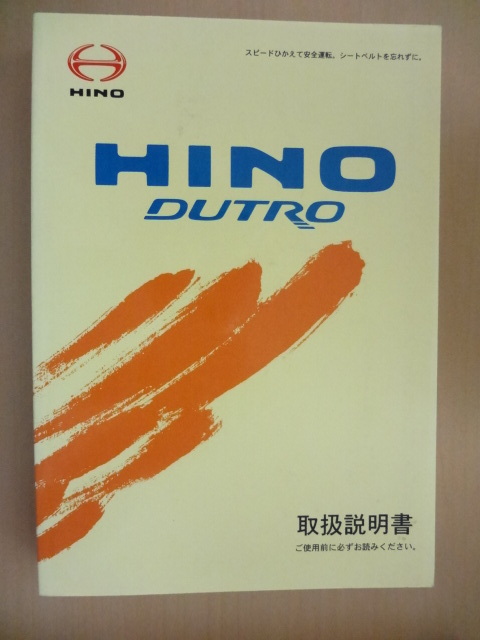 スピードひかえて安全運転。シートベルトを忘れずに。
HINO
HINO
DUTRO
取扱説明書
ご使用前に必ずお読みください。